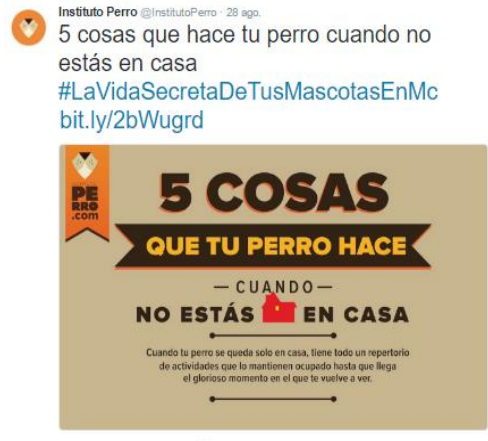 Instituto Perro @InstitutoPerro · 28 ago.
5 cosas que hace tu perro cuando no
estás en casa
#LaVidaSecretaDeTusMascotasEnMc
bit.ly/2bWugrd
PE
RRO
.com
5 COSAS
QUE TU PERRO HACE
— CUANDO —
NO ESTÁS EN CASA
Cuando tu perro se queda solo en casa, tiene todo un repertorio
de actividades que lo mantienen ocupado hasta que llega
el glorioso momento en el que te vuelve a ver.